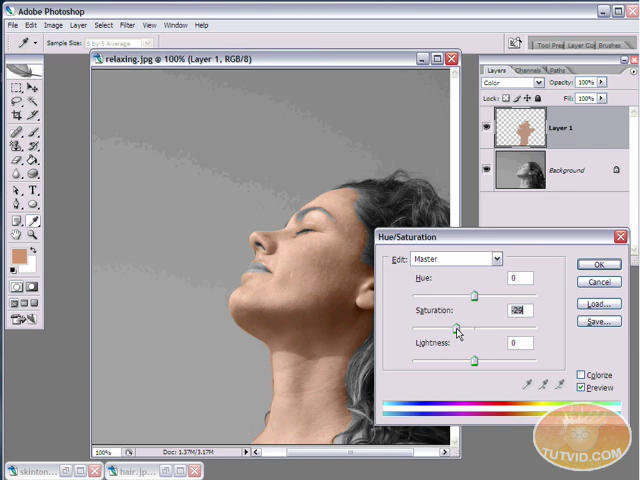 Adobe Photoshop
File Edit Image Layer Select Filter View Window Help
Sample Size: 5 by 5 Average
Tool Pres Layer Co Brushes
relaxing.jpg @ 100% (Layer 1, RGB/8)
Layers Channels Paths
Color Opacity: 100%
Lock: Fill: 100%
Layer 1
Background
Hue/Saturation
Edit: Master
OK
Hue: 0
Cancel
Load...
Saturation: -29
Save...
Lightness: 0
Colorize
Preview
100% Doc: 1.37M/3.17M
skinton... hair.jp...
TUTVID.COM